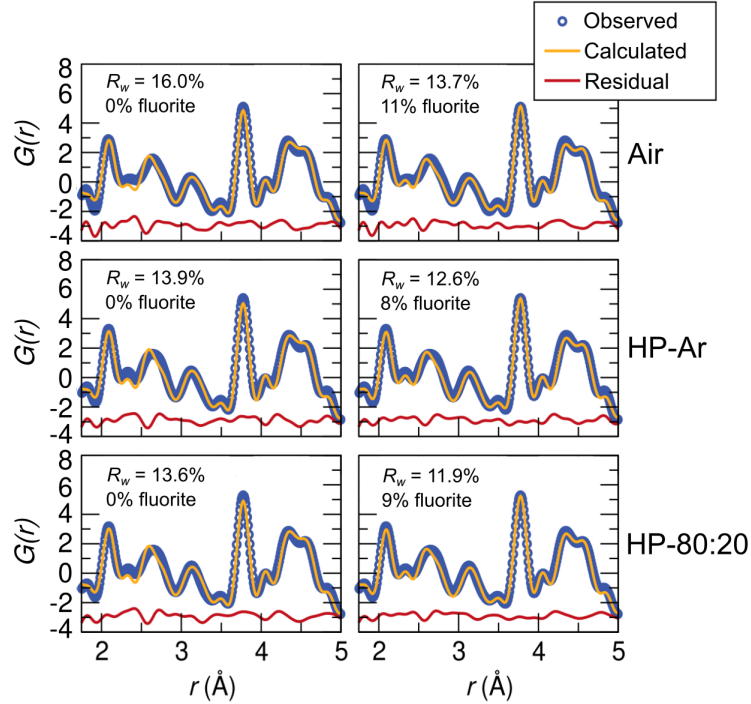 Observed
Calculated
Residual
8
6
4
2
0
-2
-4
G(r)
Rw = 16.0%
0% fluorite
Rw = 13.7%
11% fluorite
Air
8
6
4
2
0
-2
-4
G(r)
Rw = 13.9%
0% fluorite
Rw = 12.6%
8% fluorite
HP-Ar
8
6
4
2
0
-2
-4
G(r)
Rw = 13.6%
0% fluorite
Rw = 11.9%
9% fluorite
HP-80:20
2 3 4 5 2 3 4 5
r (Å) r (Å)